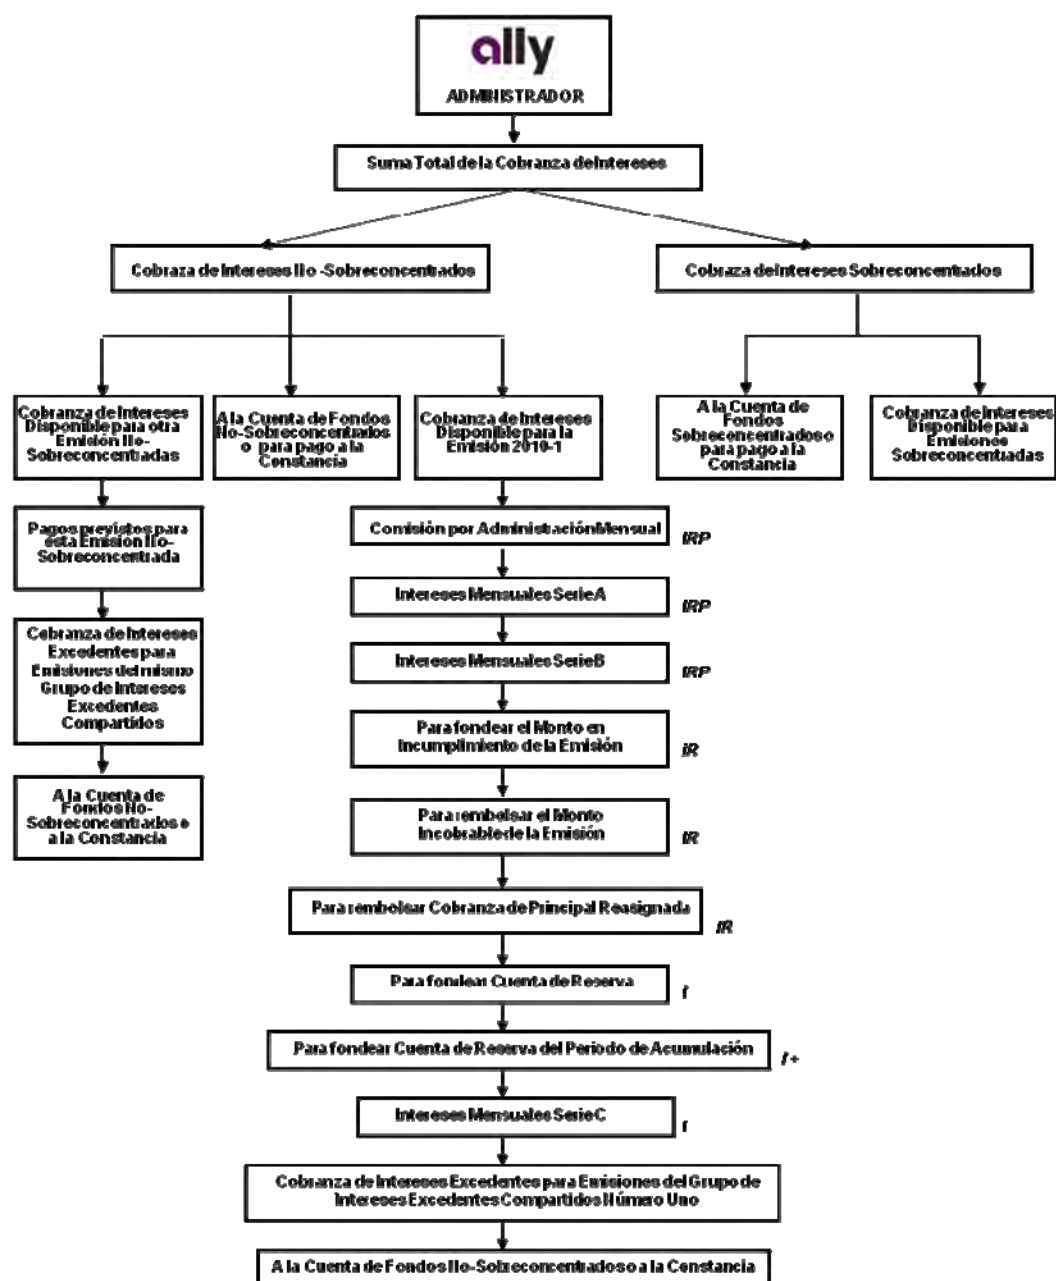 ally
ADMINISTRADOR
Suma Total de la Cobranza de Intereses
Cobraza de Intereses No -Sobreconcentrados
Cobraza de Intereses Sobreconcentrados
Cobranza de Intereses
Disponible para otra
Emisión No-
Sobreconcentradas
A la Cuenta de Fondos
No-Sobreconcentrados
o para pago a la
Constancia
Cobranza de Intereses
Disponible para la
Emisión 2010-1
A la Cuenta de
Fondos
Sobreconcentrados o
para pago a la
Constancia
Cobranza de Intereses
Disponible para
Emisiones
Sobreconcentradas
Pagos previstos para
ésta Emisión No-
Sobreconcentrada
Comisión por Administración Mensual
IRP
Intereses Mensuales Serie A
IRP
Cobranza de Intereses
Excedentes para
Emisiones del mismo
Grupo de Intereses
Excedentes
Compartidos
Intereses Mensuales Serie B
IRP
Para fondear el Monto en
Incumplimiento de la Emisión
IR
A la Cuenta de
Fondos No-
Sobreconcentrados o
a la Constancia
Para rembolsar el Monto
Incobrable de la Emisión
IR
Para rembolsar Cobranza de Principal Reasignada
IR
Para fondear Cuenta de Reserva
I
Para fondear Cuenta de Reserva del Periodo de Acumulación
I +
Intereses Mensuales Serie C
I
Cobranza de Intereses Excedentes para Emisiones del Grupo de
Intereses Excedentes Compartidos Número Uno
A la Cuenta de Fondos No-Sobreconcentrados o a la Constancia